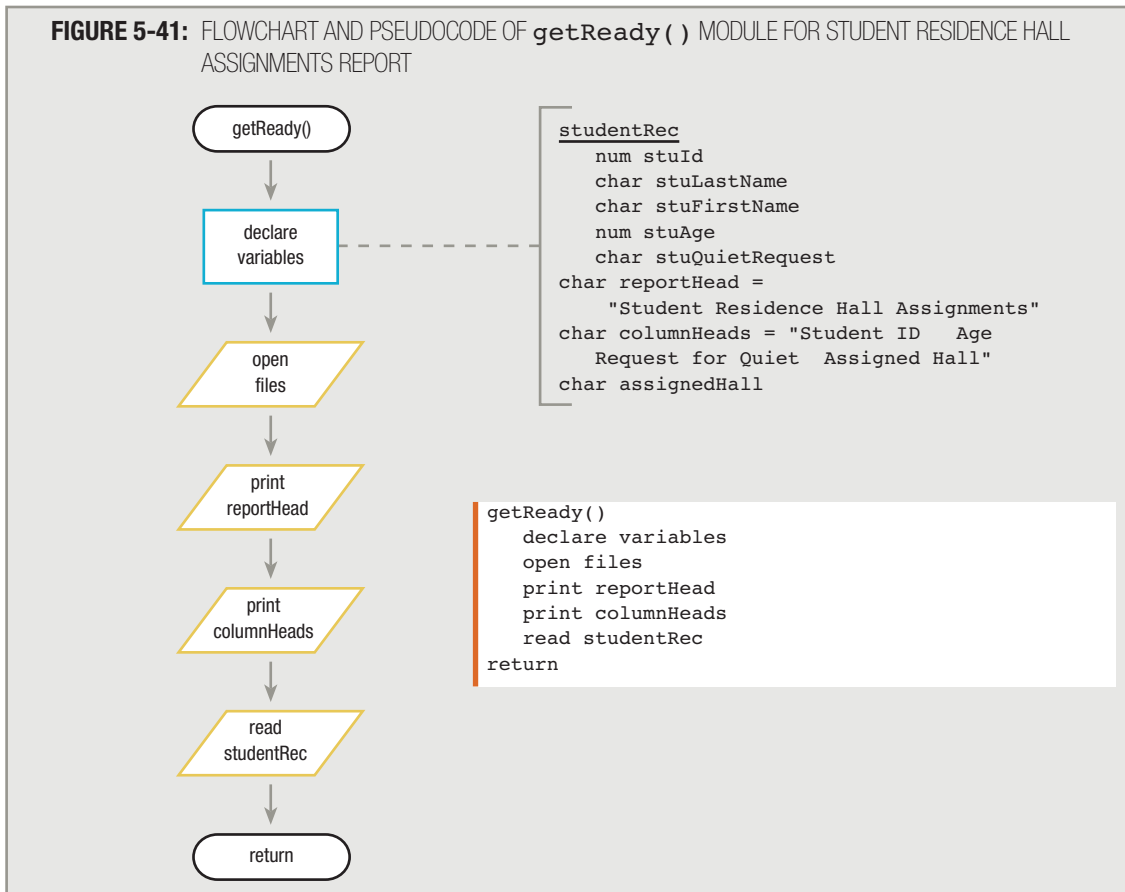 FIGURE 5-41: FLOWCHART AND PSEUDOCODE OF getReady() MODULE FOR STUDENT RESIDENCE HALL
ASSIGNMENTS REPORT
getReady()
declare
variables
open
files
print
reportHead
print
columnHeads
read
studentRec
return
studentRec
num stuId
char stuLastName
char stuFirstName
num stuAge
char stuQuietRequest
char reportHead =
"Student Residence Hall Assignments"
char columnHeads = "Student ID   Age
Request for Quiet  Assigned Hall"
char assignedHall
getReady()
declare variables
open files
print reportHead
print columnHeads
read studentRec
return